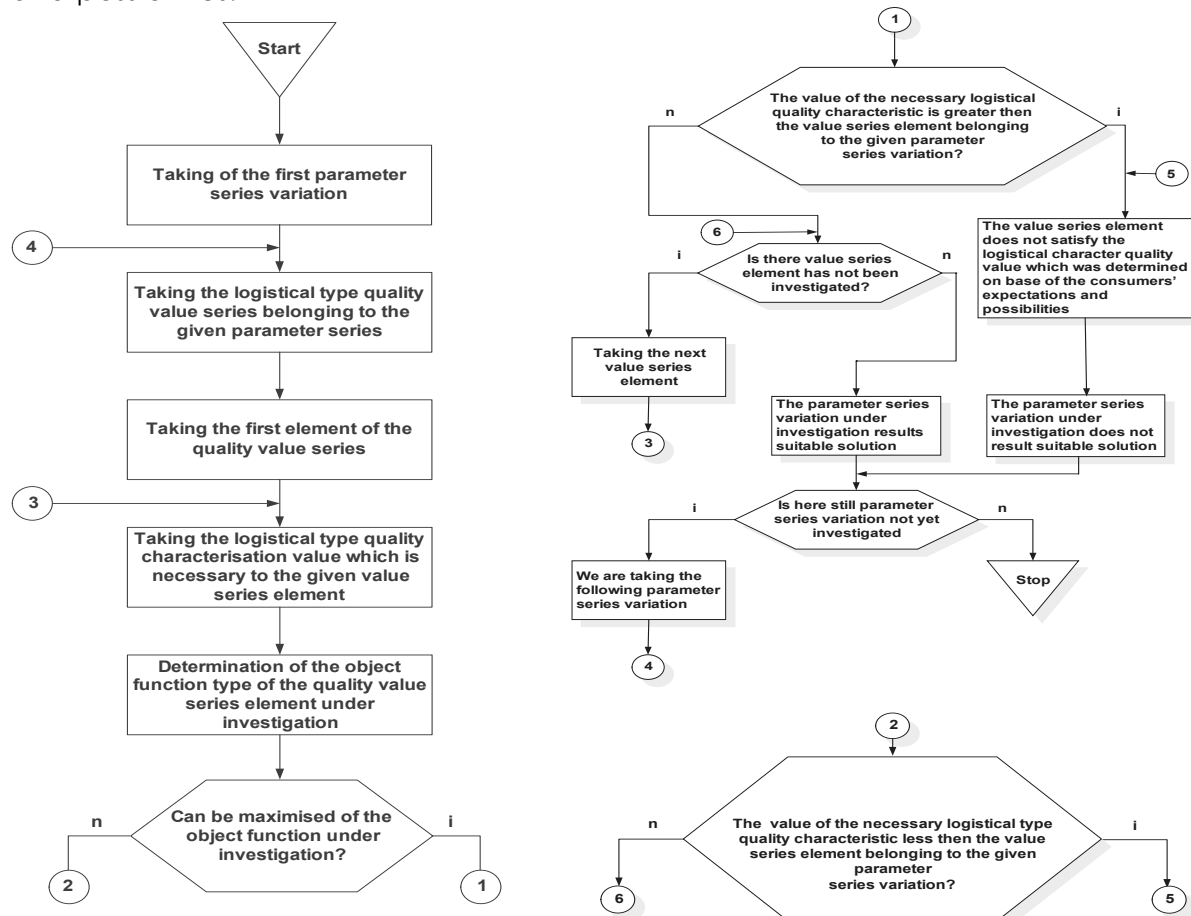 Start
Taking of the first parameter
series variation
4
Taking the logistical type quality
value series belonging to the
given parameter series
Taking the first element of the
quality value series
3
Taking the logistical type quality
characterisation value which is
necessary to the given value
series element
Determination of the object
function type of the quality value
series element under
investigation
n
Can be maximised of the
object function under
investigation?
i
2
1
1
n
The value of the necessary logistical
quality characteristic is greater then
the value series element belonging
to the given parameter
series variation?
i
5
6
i
Is there value series
element has not been
investigated?
n
The value series element
does not satisfy the
logistical character quality
value which was determined
on base of the consumers'
expectations and
possibilities
Taking the next
value series
element
3
The parameter series
variation under
investigation results
suitable solution
The parameter series
variation under
investigation does not
result suitable solution
i
Is here still parameter
series variation not yet
investigated
n
We are taking the
following parameter
series variation
Stop
4
2
n
The value of the necessary logistical type
quality characteristic less then the value
series element belonging to the given
parameter
series variation?
i
6
5